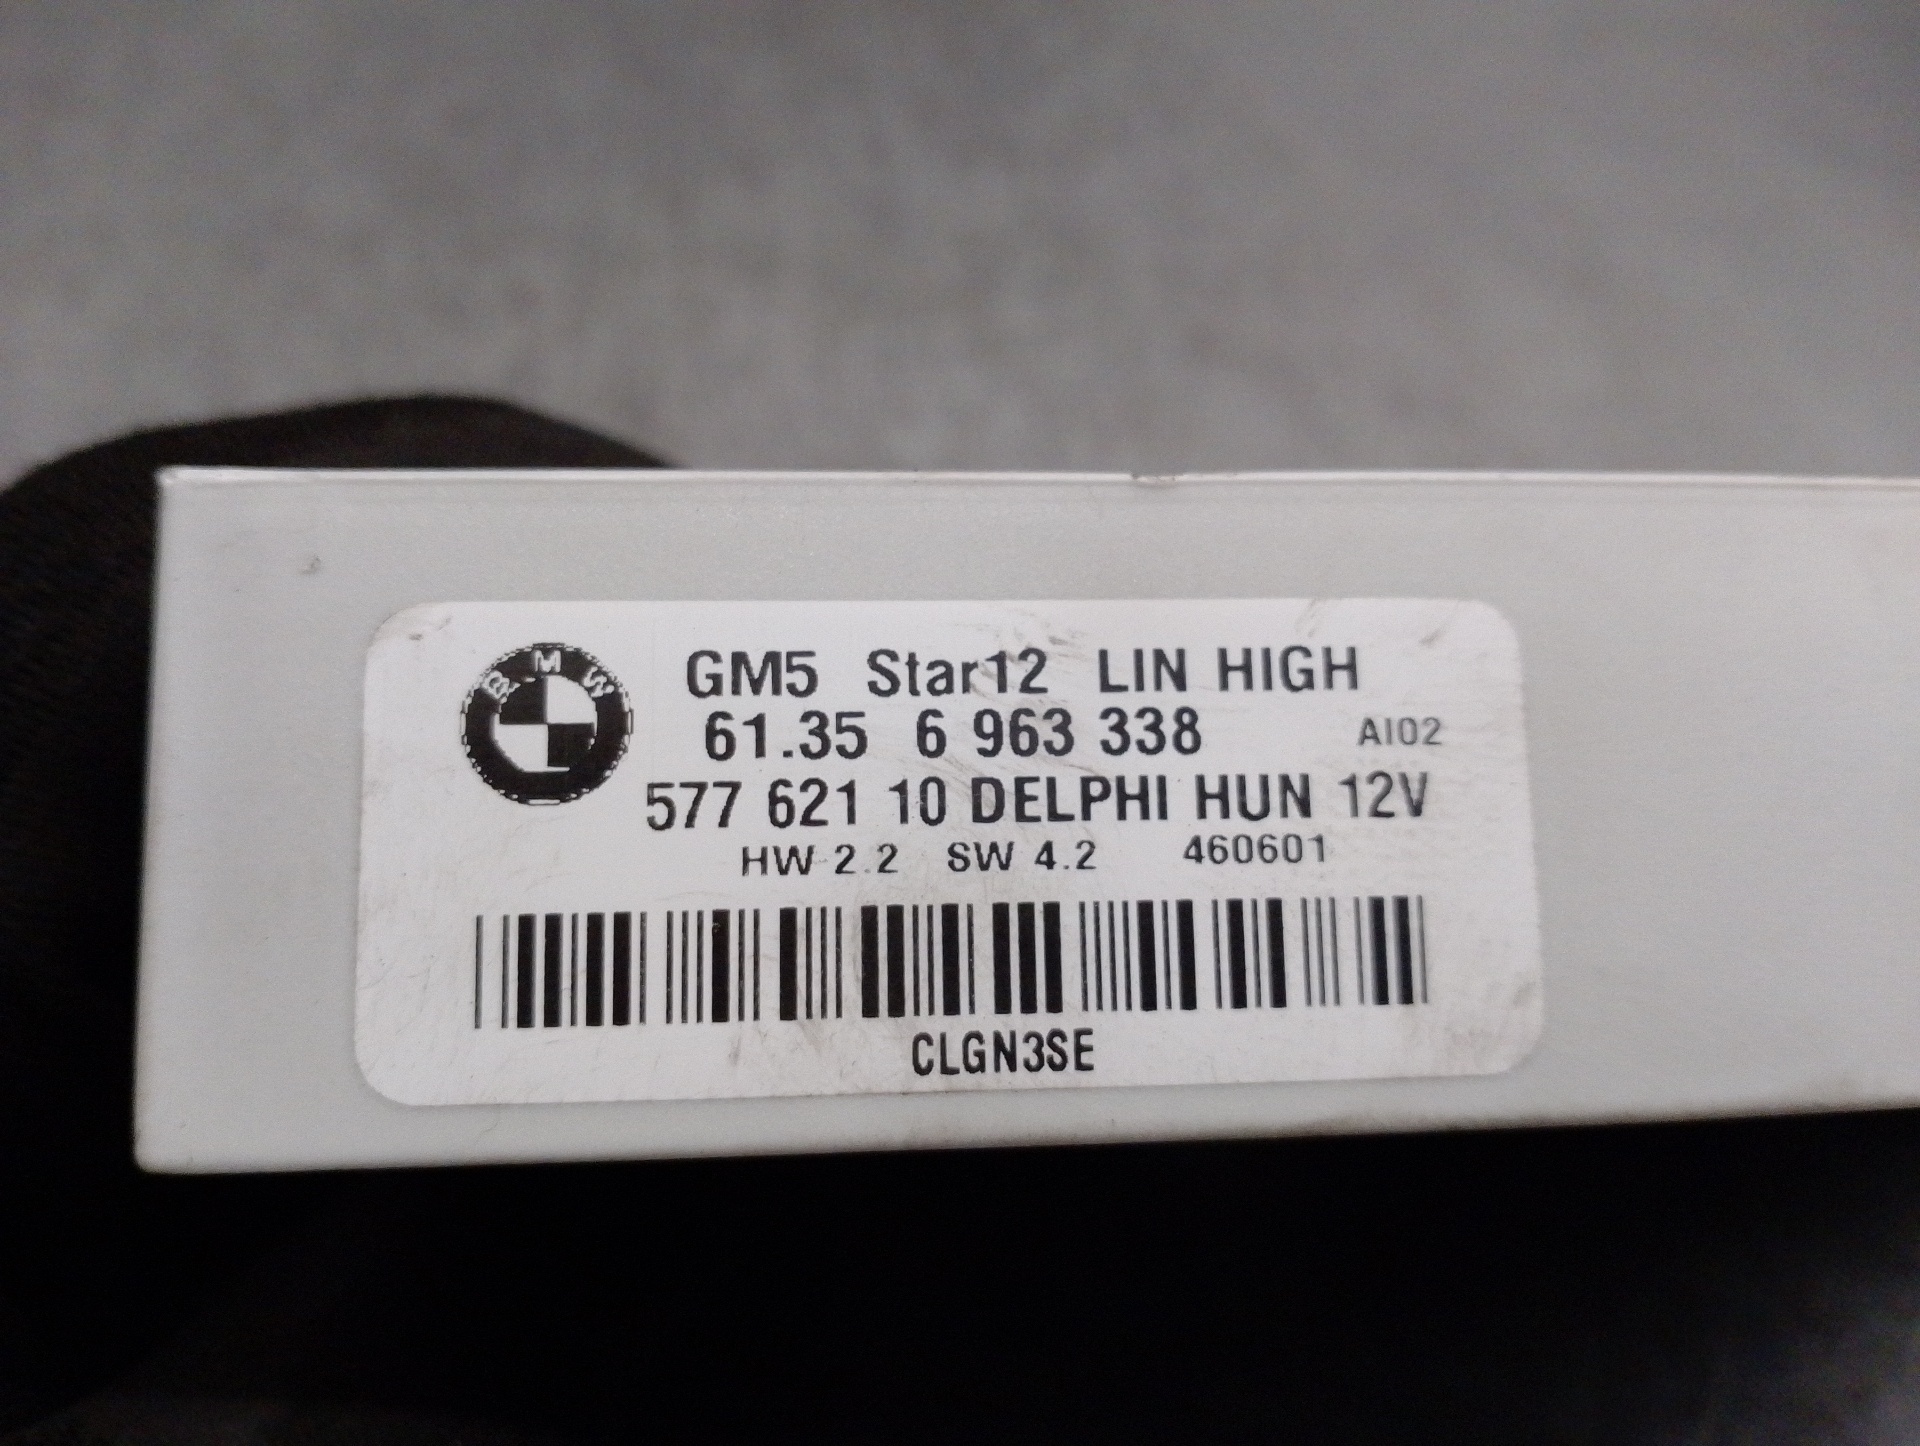 BMW
GM5 Star12 LIN HIGH
61.35 6 963 338 AI02
577 621 10 DELPHI HUN 12V
HW 2.2 SW 4.2 460601
CLGN3SE